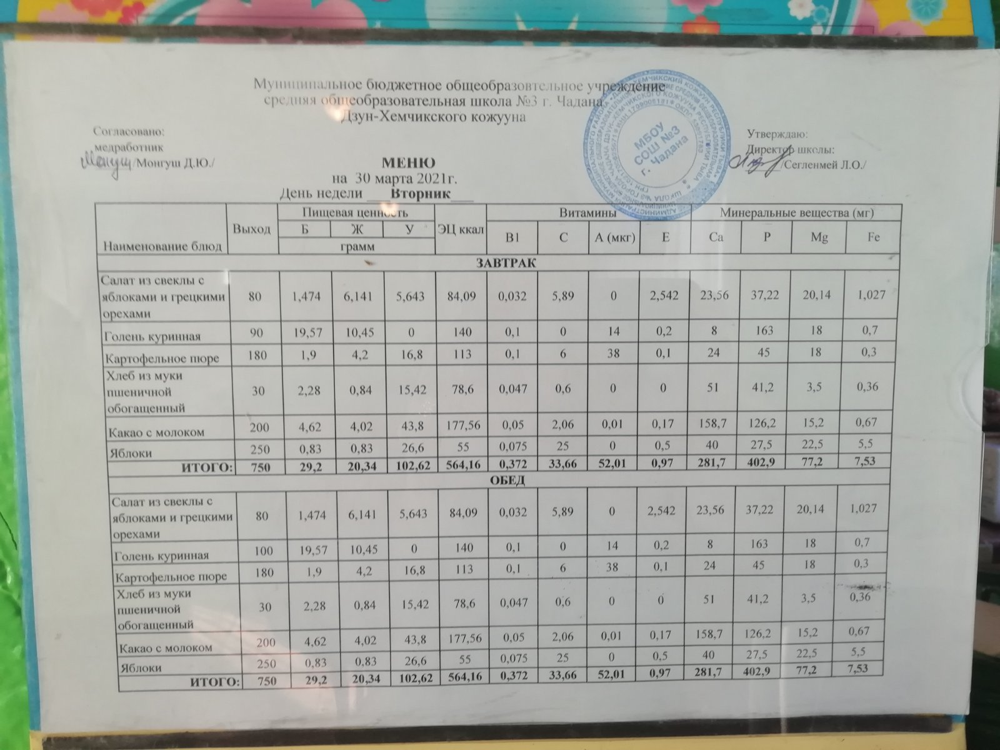 Муниципальное бюджетное общеобразовтельное учреждение
средняя общеобразовательная школа №3 г. Чадана
Дзун-Хемчикского кожууна
Согласовано:
медработник
/Монгуш Д.Ю./
Утверждаю:
Директор школы:
/Сегленмей Л.О./
МБОУ
СОШ №3
г. Чадана
МЕНЮ
на 30 марта 2021г.
День недели ___Вторник___
Наименование блюд Выход Пищевая ценность ЭЦ ккал Витамины Минеральные вещества (мг)
Б Ж У В1 С А (мкг) Е Ca P Mg Fe
грамм
ЗАВТРАК
Салат из свеклы с
яблоками и грецкими 80 1,474 6,141 5,643 84,09 0,032 5,89 0 2,542 23,56 37,22 20,14 1,027
орехами
Голень куринная 90 19,57 10,45 0 140 0,1 0 14 0,2 8 163 18 0,7
Картофельное пюре 180 1,9 4,2 16,8 113 0,1 6 38 0,1 24 45 18 0,3
Хлеб из муки
пшеничной 30 2,28 0,84 15,42 78,6 0,047 0,6 0 0 51 41,2 3,5 0,36
обогащенный
Какао с молоком 200 4,62 4,02 43,8 177,56 0,05 2,06 0,01 0,17 158,7 126,2 15,2 0,67
Яблоки 250 0,83 0,83 26,6 55 0,075 25 0 0,5 40 27,5 22,5 5,5
ИТОГО: 750 29,2 20,34 102,62 564,16 0,372 33,66 52,01 0,97 281,7 402,9 77,2 7,53
ОБЕД
Салат из свеклы с
яблоками и грецкими 80 1,474 6,141 5,643 84,09 0,032 5,89 0 2,542 23,56 37,22 20,14 1,027
орехами
Голень куринная 100 19,57 10,45 0 140 0,1 0 14 0,2 8 163 18 0,7
Картофельное пюре 180 1,9 4,2 16,8 113 0,1 6 38 0,1 24 45 18 0,3
Хлеб из муки
пшеничной 30 2,28 0,84 15,42 78,6 0,047 0,6 0 0 51 41,2 3,5 0,36
обогащенный
Какао с молоком 200 4,62 4,02 43,8 177,56 0,05 2,06 0,01 0,17 158,7 126,2 15,2 0,67
Яблоки 250 0,83 0,83 26,6 55 0,075 25 0 0,5 40 27,5 22,5 5,5
ИТОГО: 750 29,2 20,34 102,62 564,16 0,372 33,66 52,01 0,97 281,7 402,9 77,2 7,53